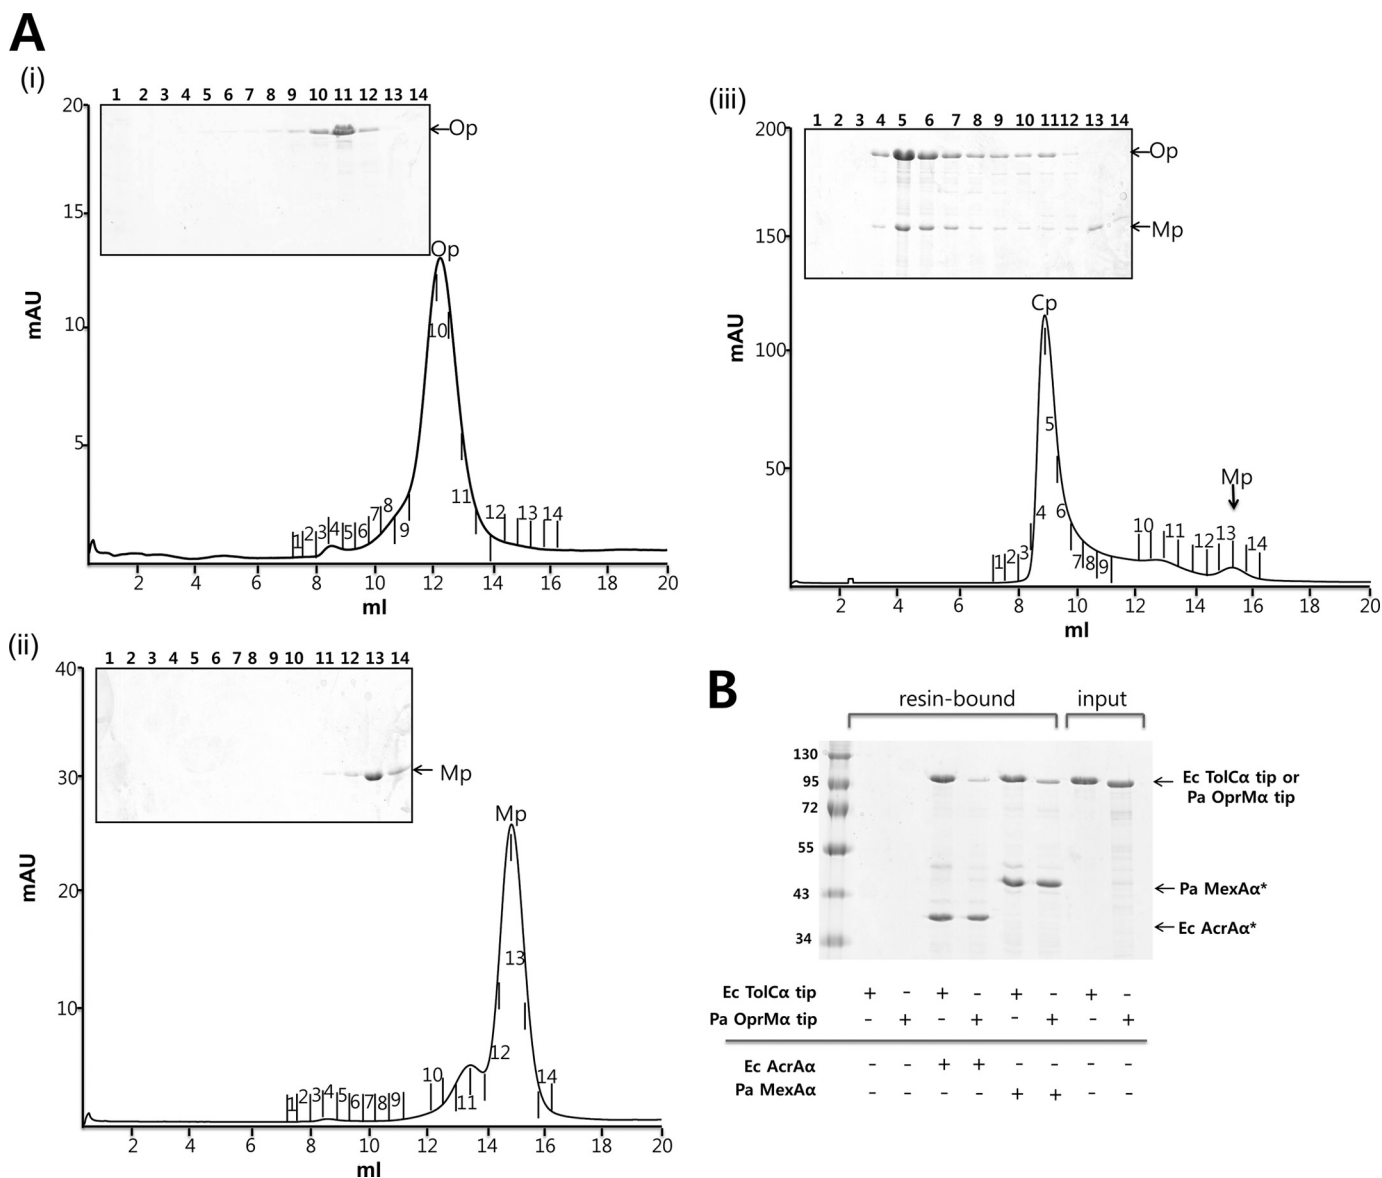 A
(i)
1 2 3 4 5 6 7 8 9 10 11 12 13 14
Op
20
15
10
5
mAU
Op
1 2 3 4 5 6 7 8 9 10 11 12 13 14
2 4 6 8 10 12 14 16 18 20
ml
(ii)
1 2 3 4 5 6 7 8 9 10 11 12 13 14
Mp
40
30
20
10
mAU
Mp
1 2 3 4 5 6 7 8 9 10 11 12 13 14
2 4 6 8 10 12 14 16 18 20
ml
(iii)
1 2 3 4 5 6 7 8 9 10 11 12 13 14
Op
Mp
200
150
100
50
mAU
Cp
Mp
1 2 3 4 5 6 7 8 9 10 11 12 13 14
2 4 6 8 10 12 14 16 18 20
ml
B
resin-bound input
130
95
72
55
43
34
Ec TolCα tip or
Pa OprMα tip
Pa MexAα*
Ec AcrAα*
Ec TolCα tip + - + - + - + -
Pa OprMα tip - + - + - + - +
Ec AcrAα - - + + - - - -
Pa MexAα - - - - + + - -